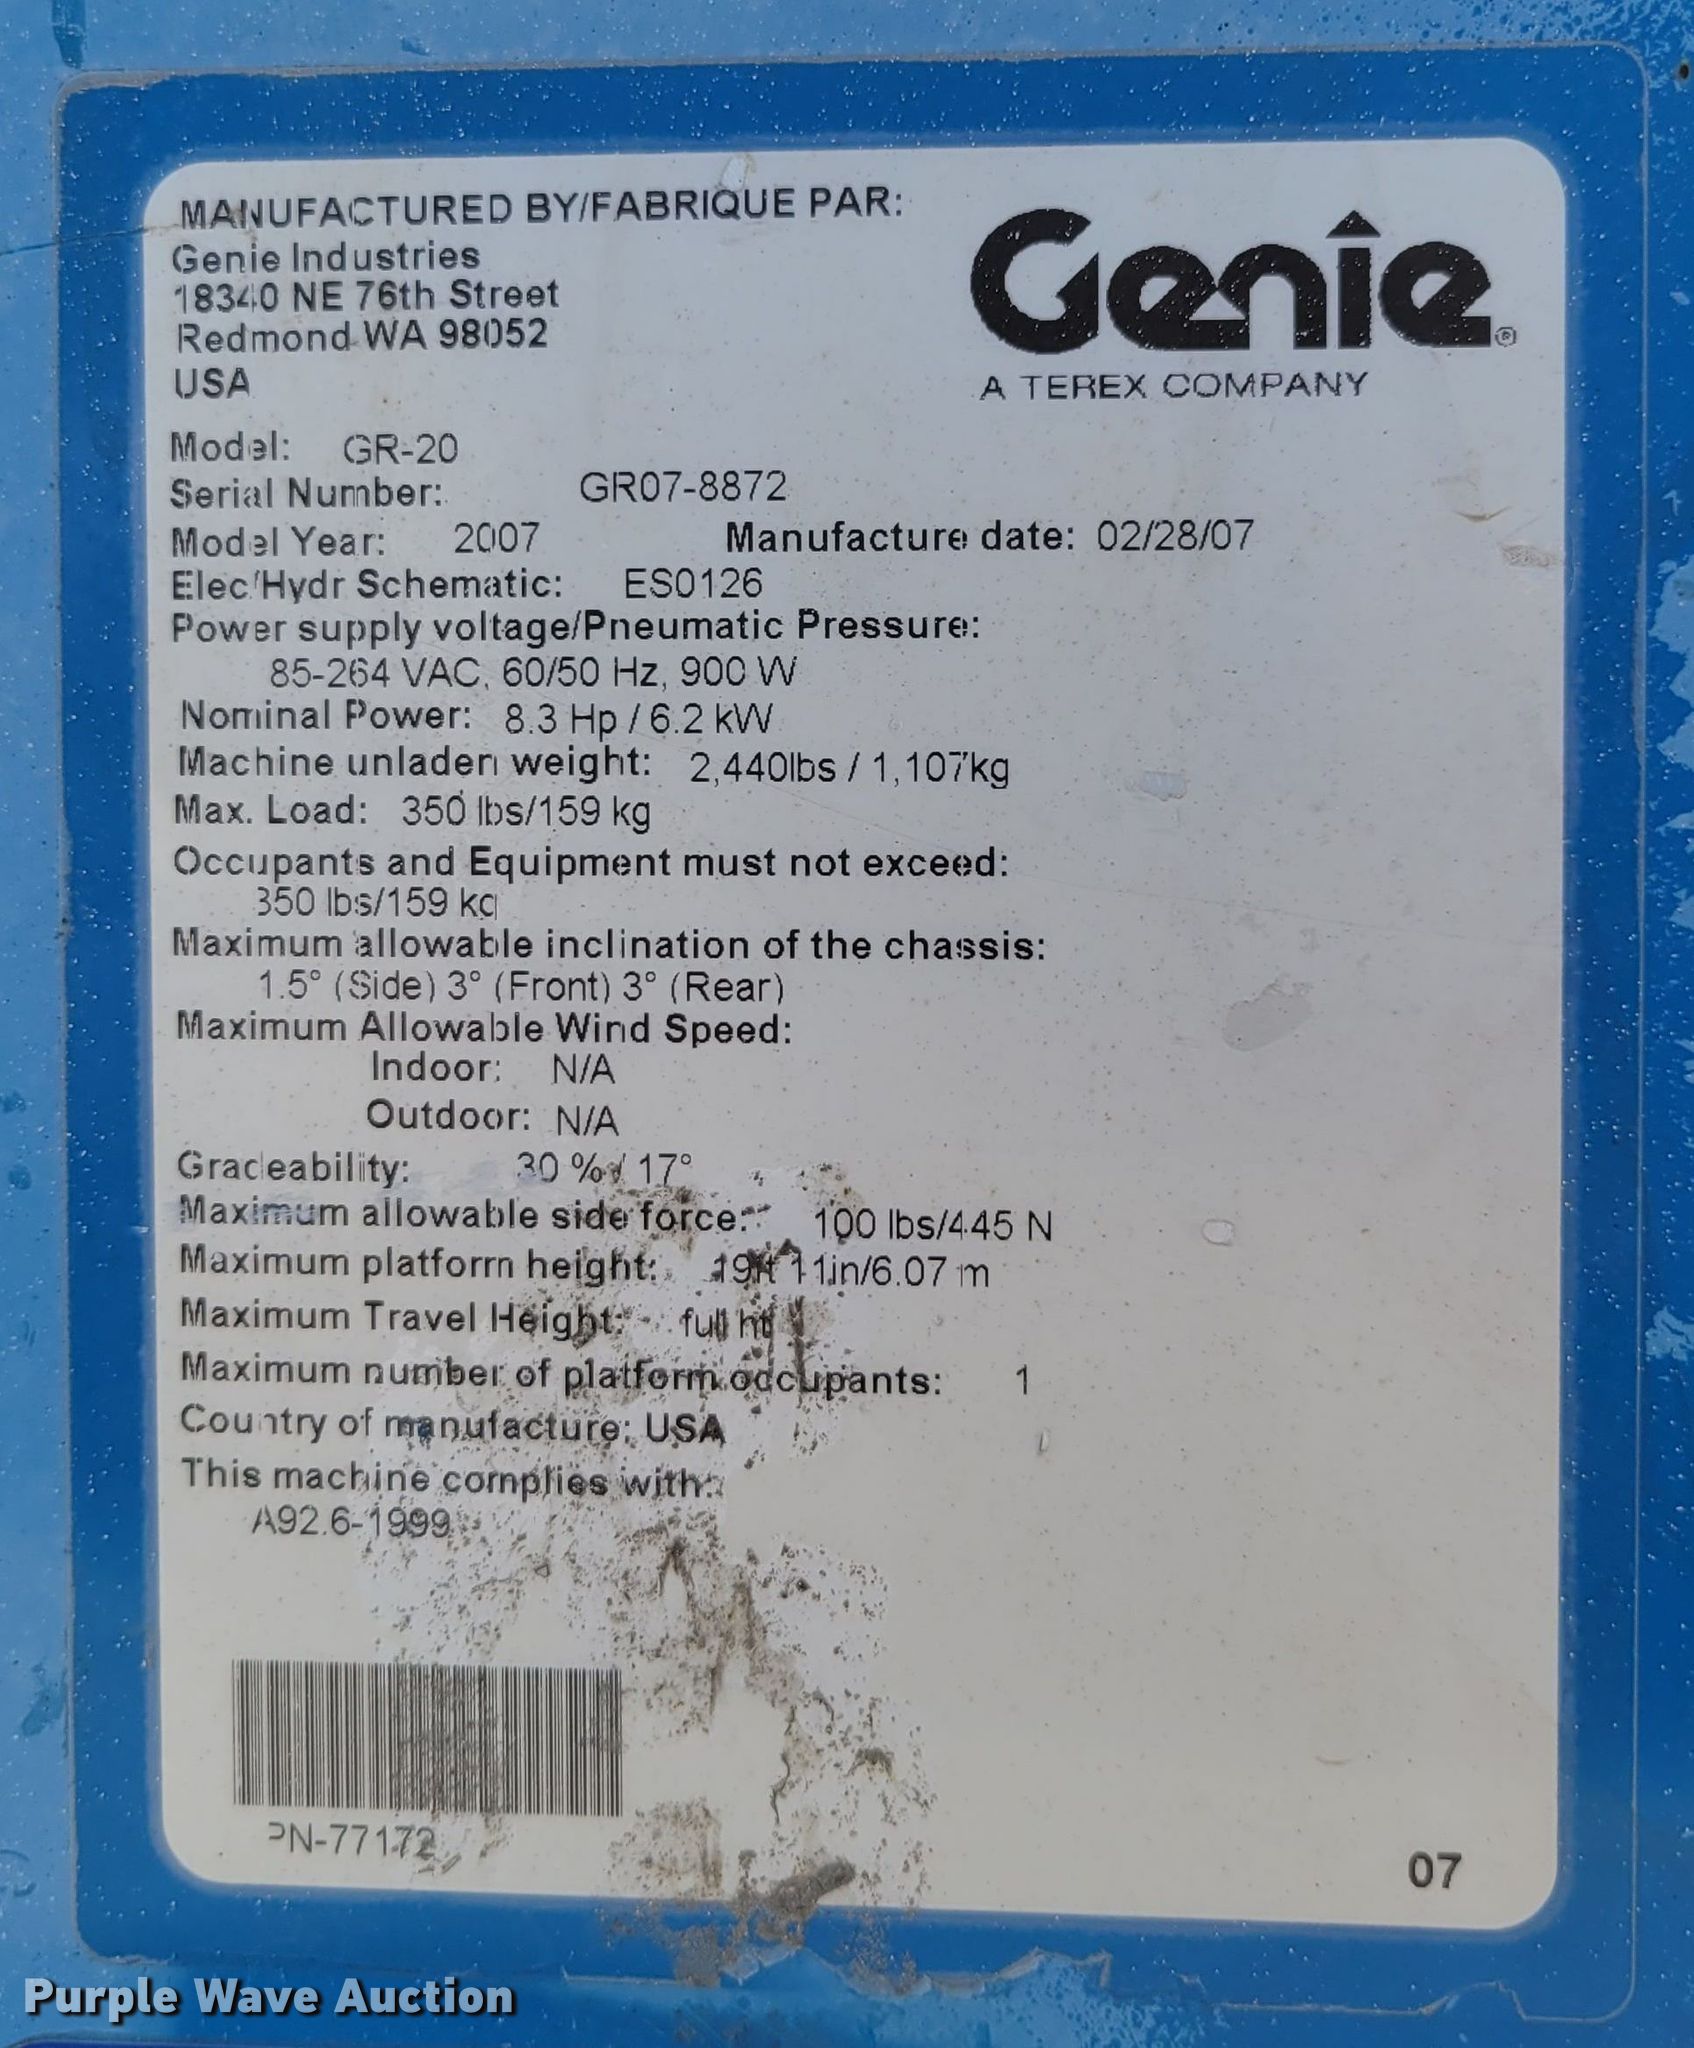 MANUFACTURED BY/FABRIQUE PAR:
Genie Industries
18340 NE 76th Street
Redmond WA 98052
USA
Genie®
A TEREX COMPANY
Model: GR-20
Serial Number: GR07-8872
Model Year: 2007 Manufacture date: 02/28/07
Elec/Hydr Schematic: ES0126
Power supply voltage/Pneumatic Pressure:
85-264 VAC, 60/50 Hz, 900 W
Nominal Power: 8.3 Hp / 6.2 kW
Machine unladen weight: 2,440lbs / 1,107kg
Max. Load: 350 lbs/159 kg
Occupants and Equipment must not exceed:
350 lbs/159 kg
Maximum allowable inclination of the chassis:
1.5° (Side) 3° (Front) 3° (Rear)
Maximum Allowable Wind Speed:
Indoor: N/A
Outdoor: N/A
Gradeability: 30 % / 17°
Maximum allowable side force: 100 lbs/445 N
Maximum platform height: 19ft 11in/6.07 m
Maximum Travel Height: full ht
Maximum number of platform occupants: 1
Country of manufacture: USA
This machine complies with:
A92.6-1999
PN-77172
07
Purple Wave Auction